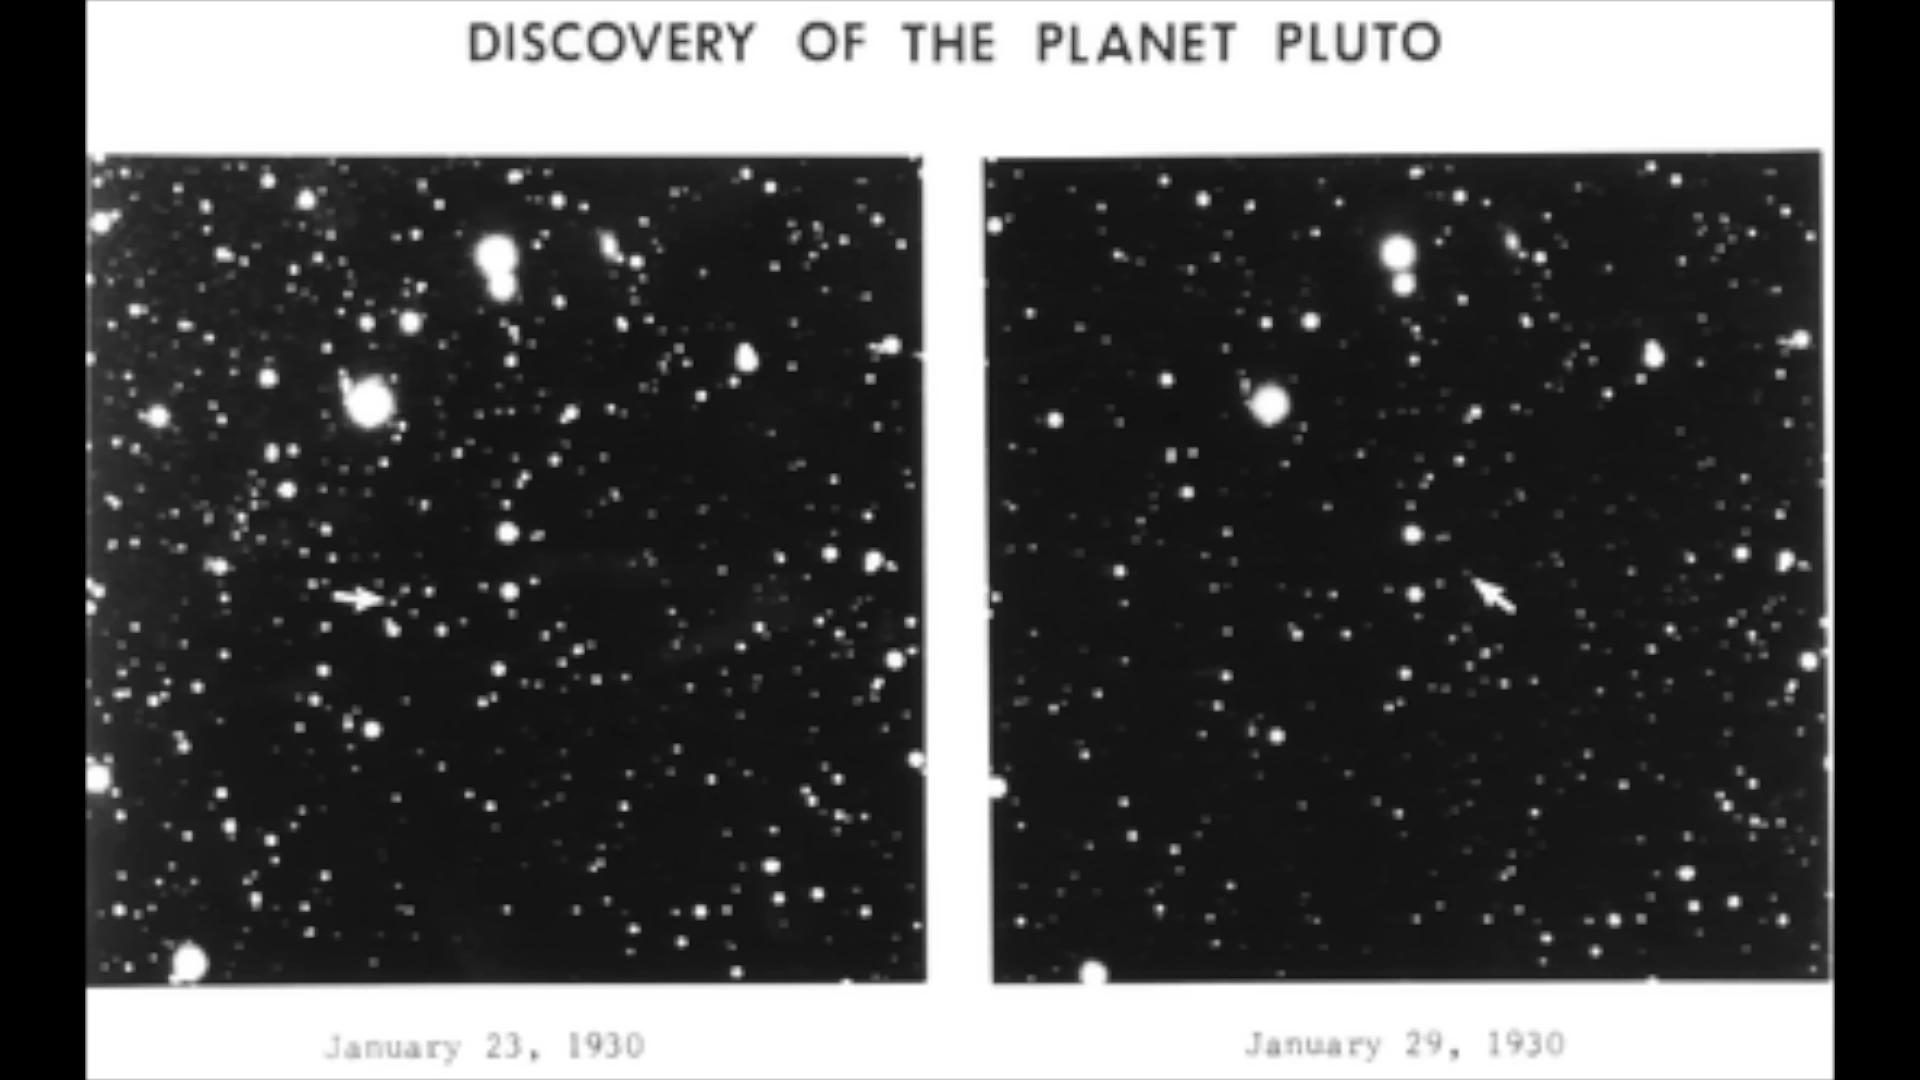 DISCOVERY OF THE PLANET PLUTO
January 23, 1930
January 29, 1930